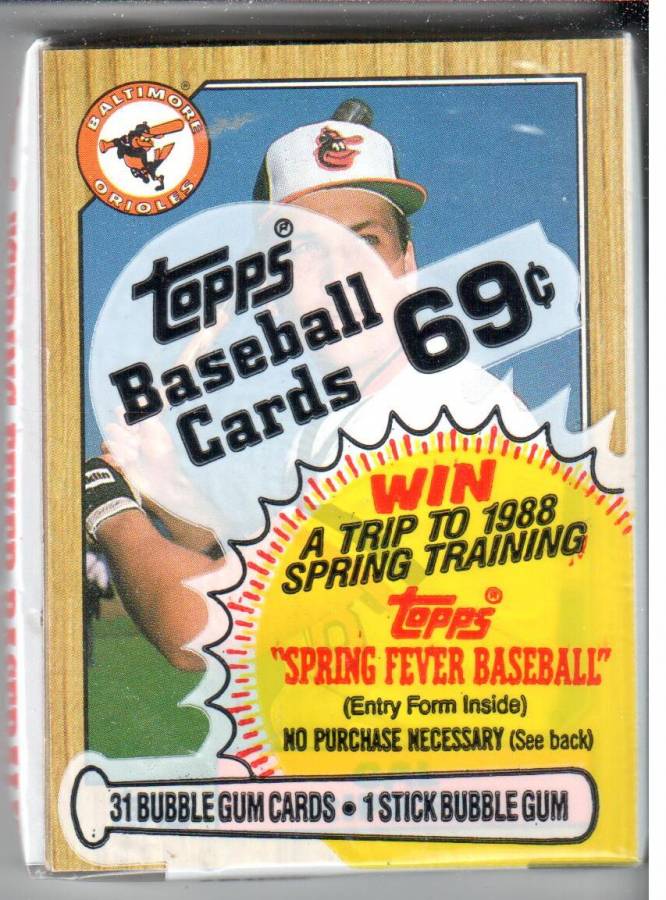 BALTIMORE
ORIOLES
®
TOPPS®
Baseball
Cards
69¢
klin
WIN
A TRIP TO 1988
SPRING TRAINING
TOPPS®
"SPRING FEVER BASEBALL"
(Entry Form Inside)
NO PURCHASE NECESSARY (See back)
31 BUBBLE GUM CARDS • 1 STICK BUBBLE GUM